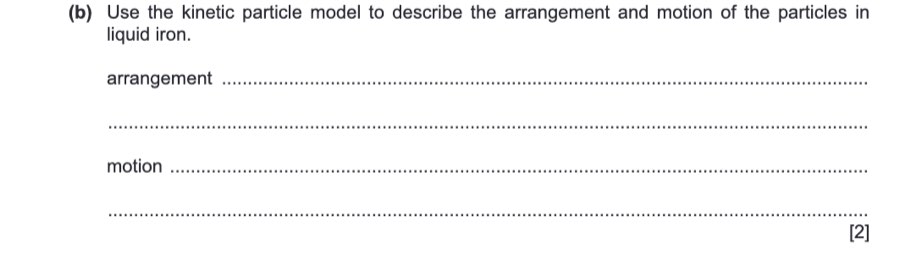 (b) Use the kinetic particle model to describe the arrangement and motion of the particles in
liquid iron.
arrangement ................................................................................
................................................................................
motion ................................................................................
................................................................................
[2]